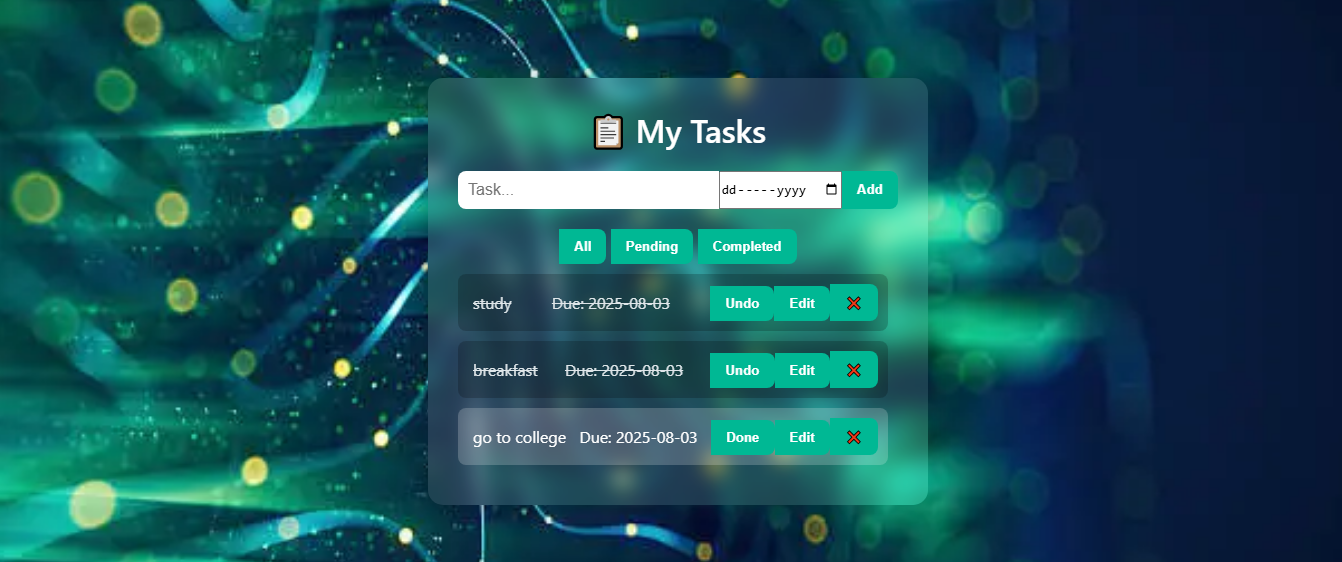 My Tasks
Task... dd-----yyyy Add
All Pending Completed
study Due: 2025-08-03 Undo Edit
breakfast Due: 2025-08-03 Undo Edit
go to college Due: 2025-08-03 Done Edit